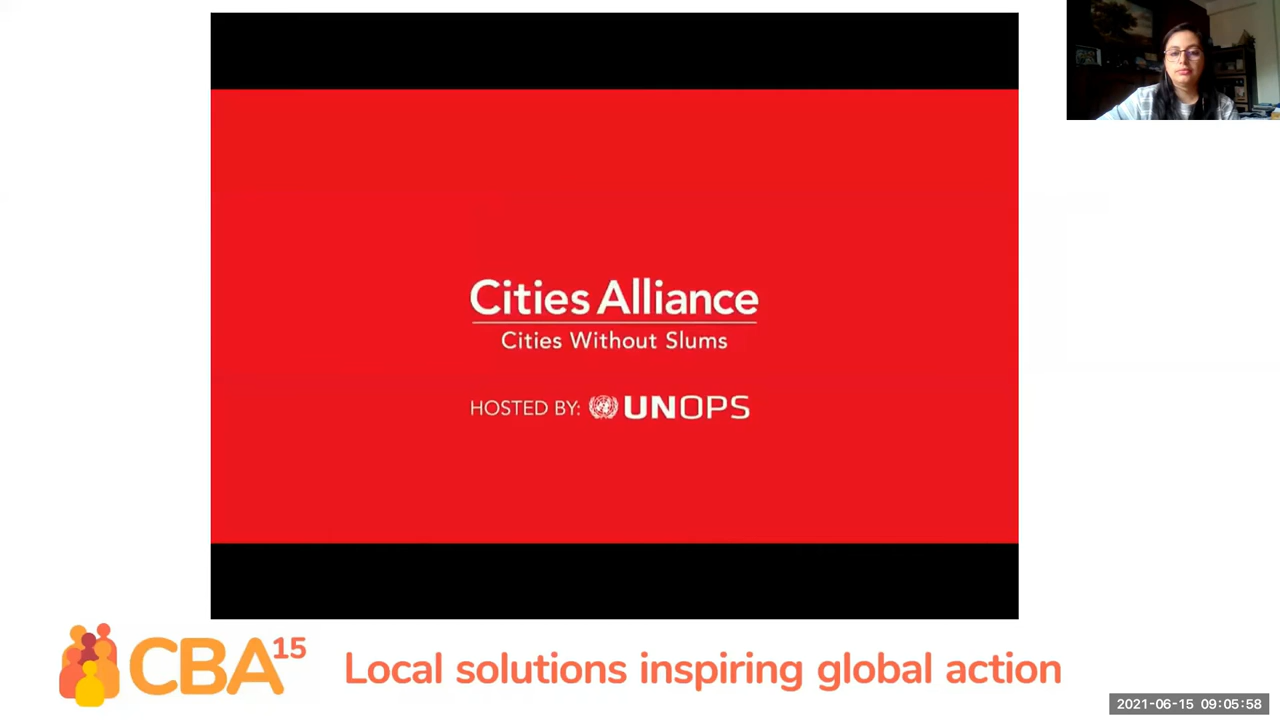 Cities Alliance
Cities Without Slums
HOSTED BY: UNOPS
CBA15
Local solutions inspiring global action
2021-06-15 09:05:58